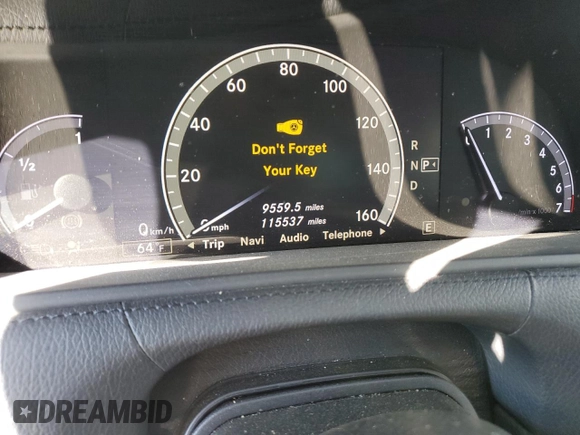 80
60 100
40 120
20 140
0 mph 160
Don't Forget
Your Key
9559.5 miles
115537 miles
Trip Navi Audio Telephone
1
1/2
0
0 km/h
64°F
R
N P
D
E
0 1 2 3 4 5 6 7
x 1000
DREAMBID